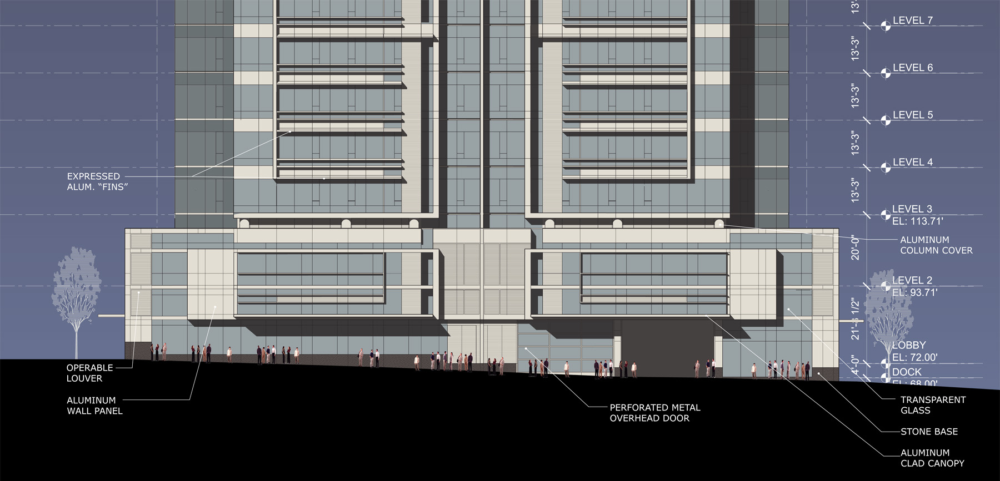 13'-
LEVEL 7
13'-3"
LEVEL 6
13'-3"
LEVEL 5
13'-3"
LEVEL 4
13'-3"
LEVEL 3
EL: 113.71'
20'-0"
LEVEL 2
EL: 93.71'
21'-8 1/2"
LOBBY
EL: 72.00'
4'-0"
DOCK
EL: 68.00'
EXPRESSED
ALUM. “FINS”
OPERABLE
LOUVER
ALUMINUM
WALL PANEL
PERFORATED METAL
OVERHEAD DOOR
ALUMINUM
COLUMN COVER
TRANSPARENT
GLASS
STONE BASE
ALUMINUM
CLAD CANOPY